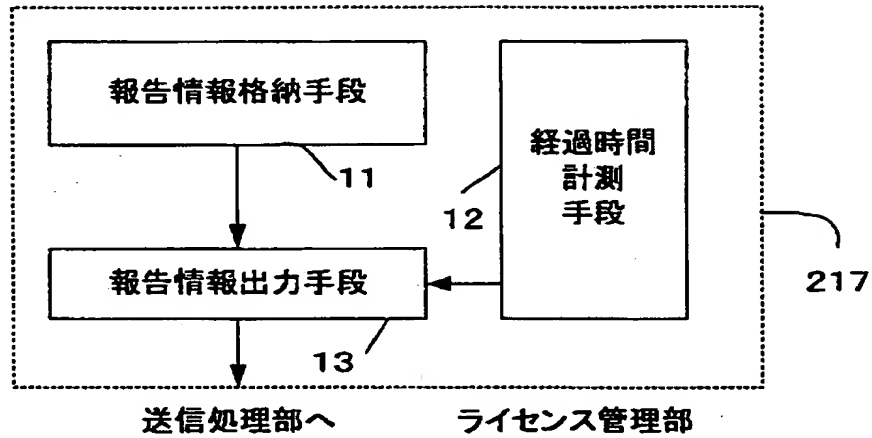 報告情報格納手段
11
経過時間
計測
手段
12
報告情報出力手段
13
217
送信処理部へ
ライセンス管理部